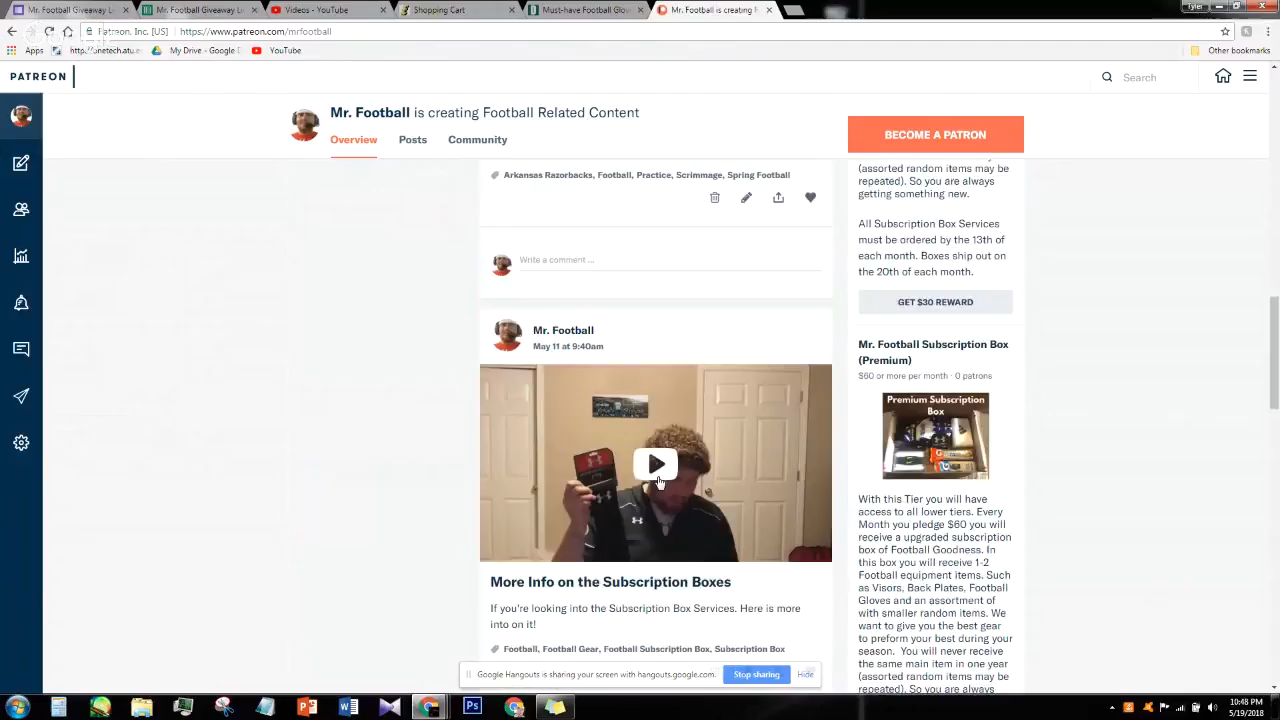 Mr. Football Giveaway L
Mr. Football Giveaway L
Videos - YouTube
Shopping Cart
Must-have Football Glov
Mr. Football is creating F
Tyler
Patreon, Inc. [US] | https://www.patreon.com/mrfootball
Apps
http://sentech.aute
My Drive - Google D
YouTube
Other bookmarks
PATREON
Search
Mr. Football is creating Football Related Content
Overview
Posts
Community
BECOME A PATRON
Arkansas Razorbacks, Football, Practice, Scrimmage, Spring Football
Write a comment ...
Mr. Football
May 11 at 9:40am
More Info on the Subscription Boxes
If you're looking into the Subscription Box Services. Here is more
into on it!
Football, Football Gear, Football Subscription Box, Subscription Box
(assorted random items may be
repeated). So you are always
getting something new.
All Subscription Box Services
must be ordered by the 13th of
each month. Boxes ship out on
the 20th of each month.
GET $30 REWARD
Mr. Football Subscription Box
(Premium)
$60 or more per month · 0 patrons
Premium Subscription
Box
With this Tier you will have
access to all lower tiers. Every
Month you pledge $60 you will
receive a upgraded subscription
box of Football Goodness. In
this box you will receive 1-2
Football equipment items. Such
as Visors, Back Plates, Football
Gloves and an assortment of
with smaller random items. We
want to give you the best gear
to preform your best during your
season. You will never receive
the same main item in one year
(assorted random items may be
repeated). So you are always
Google Hangouts is sharing your screen with hangouts.google.com.
Stop sharing
Hide
10:48 PM
5/19/2018